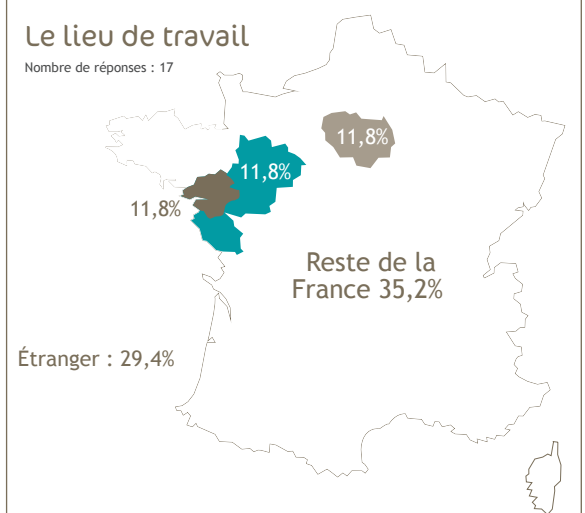 Le lieu de travail
Nombre de réponses : 17
11,8%
11,8%
11,8%
Reste de la
France 35,2%
Étranger : 29,4%